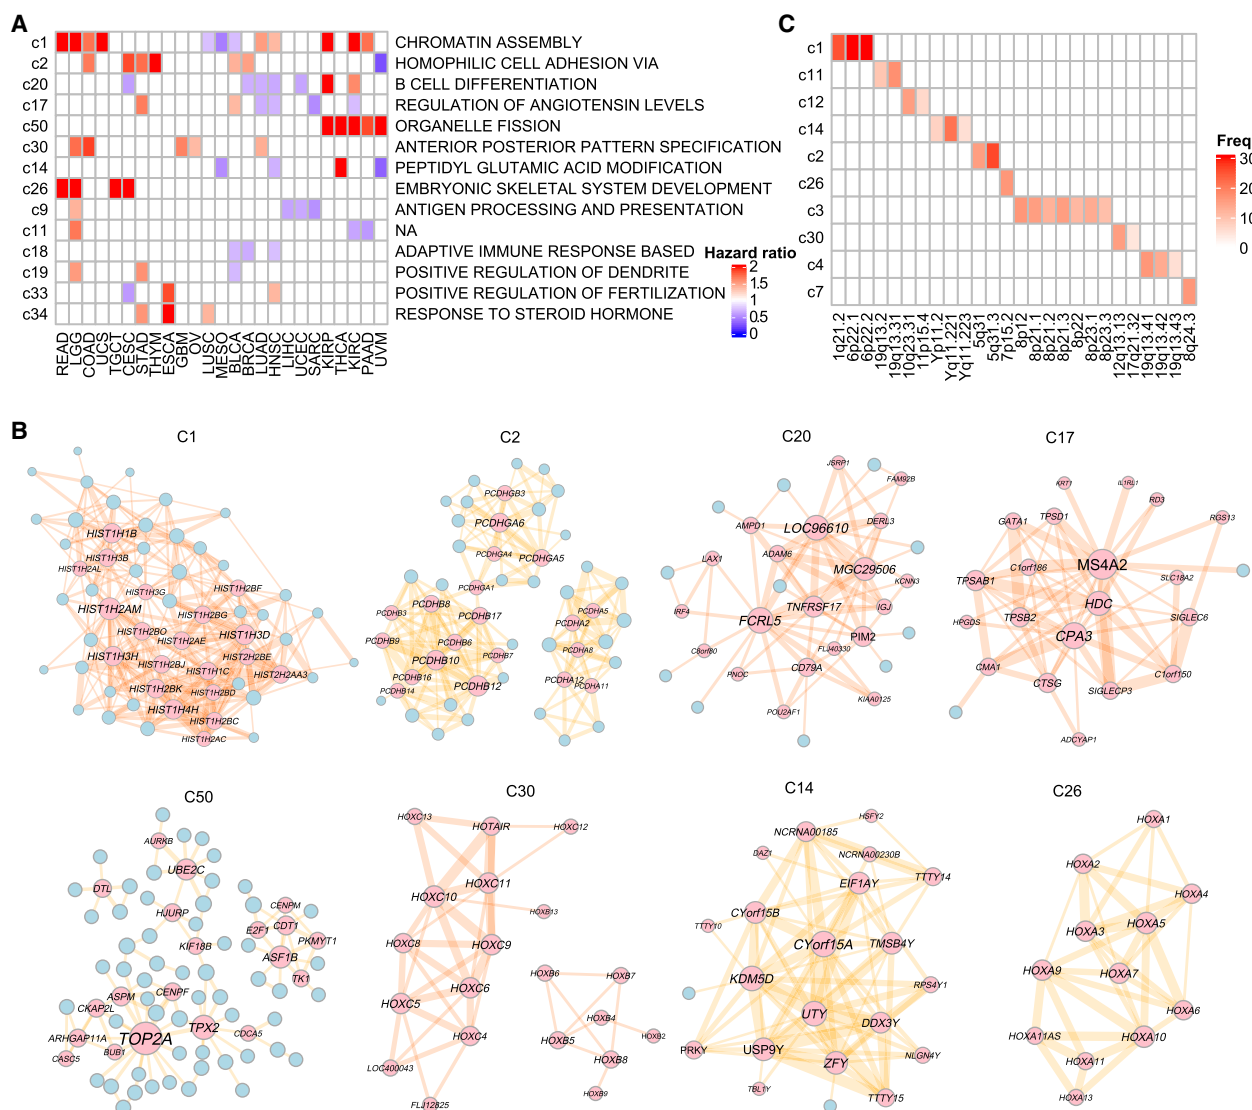 A
c1 CHROMATIN ASSEMBLY
c2 HOMOPHILIC CELL ADHESION VIA
c20 B CELL DIFFERENTIATION
c17 REGULATION OF ANGIOTENSIN LEVELS
c50 ORGANELLE FISSION
c30 ANTERIOR POSTERIOR PATTERN SPECIFICATION
c14 PEPTIDYL GLUTAMIC ACID MODIFICATION
c26 EMBRYONIC SKELETAL SYSTEM DEVELOPMENT
c9 ANTIGEN PROCESSING AND PRESENTATION
c11 NA
c18 ADAPTIVE IMMUNE RESPONSE BASED
c19 POSITIVE REGULATION OF DENDRITE
c33 POSITIVE REGULATION OF FERTILIZATION
c34 RESPONSE TO STEROID HORMONE
READ LGG COAD UCS TGCT CESC STAD THYM ESCA GBM OV LUSC MESO BLCA BRCA LUAD HNSC LIHC UCEC SARC KIRP THCA KIRC PAAD UVM
Hazard ratio
2
1.5
1
0.5
0
C
c1
c11
c12
c14
c2
c26
c3
c30
c4
c7
1q21.2 6p22.1 6p22.2 19p13.2 19q13.31 10q23.31 11p15.4 Yp11.2 Yq11.221 Yq11.223 5q31 5q31.3 7p15.2 8p12 8p21.1 8p21.2 8p21.3 8p22 8p23.1 8p23.3 12q13.13 17q21.32 19q13.41 19q13.42 19q13.43 8q24.3
Freq
30
20
10
0
B
C1
HIST1H1B
HIST1H3B
HIST1H2AL
HIST1H3G
HIST1H2BF
HIST1H2AM
HIST1H2BG
HIST1H2BO
HIST1H2AE
HIST1H3D
HIST1H3H
HIST1H2BJ
HIST2H2BE
HIST1H1C
HIST2H2AA3
HIST1H2BK
HIST1H2BD
HIST1H4H
HIST1H2BC
HIST1H2AC
C2
PCDHGB3
PCDHGA6
PCDHGA4
PCDHGA5
PCDHGA1
PCDHB8
PCDHB3
PCDHB17
PCDHA5
PCDHA2
PCDHB9
PCDHB6
PCDHB10
PCDHB7
PCDHA8
PCDHB16
PCDHB14
PCDHB12
PCDHA12
PCDHA11
C20
JSRP1
FAM92B
LOC96610
AMPD1
DERL3
ADAM6
LAX1
MGC29506
KCNN3
IRF4
TNFRSF17
IGJ
FCRL5
PIM2
C8orf80
FLJ40330
CD79A
PNOC
KIAA0125
POU2AF1
C17
KRT1
IL1RL1
RD3
GATA1
TPSD1
RGS13
C1orf186
MS4A2
TPSAB1
SLC18A2
HDC
HPGDS
TPSB2
SIGLEC6
CPA3
CMA1
CTSG
C1orf150
SIGLECP3
ADCYAP1
C50
AURKB
UBE2C
DTL
HJURP
CENPM
E2F1
CDT1
PKMYT1
KIF18B
ASF1B
TK1
ASPM
CENPF
CKAP2L
TOP2A
TPX2
ARHGAP11A
CDCA5
BUB1
CASC5
C30
HOXC13
HOTAIR
HOXC12
HOXC11
HOXC10
HOXB13
HOXC8
HOXC9
HOXB6
HOXB7
HOXC6
HOXC5
HOXB4
HOXC4
HOXB5
HOXB2
HOXB8
LOC400043
HOXB9
FLJ12825
C14
HSFY2
NCRNA00185
DAZ1
NCRNA00230B
EIF1AY
TTTY14
CYorf15B
TTTY10
CYorf15A
TMSB4Y
KDM5D
RPS4Y1
UTY
DDX3Y
PRKY
USP9Y
ZFY
NLGN4Y
TBL1Y
TTTY15
C26
HOXA1
HOXA2
HOXA4
HOXA5
HOXA3
HOXA9
HOXA7
HOXA6
HOXA11AS
HOXA10
HOXA11
HOXA13